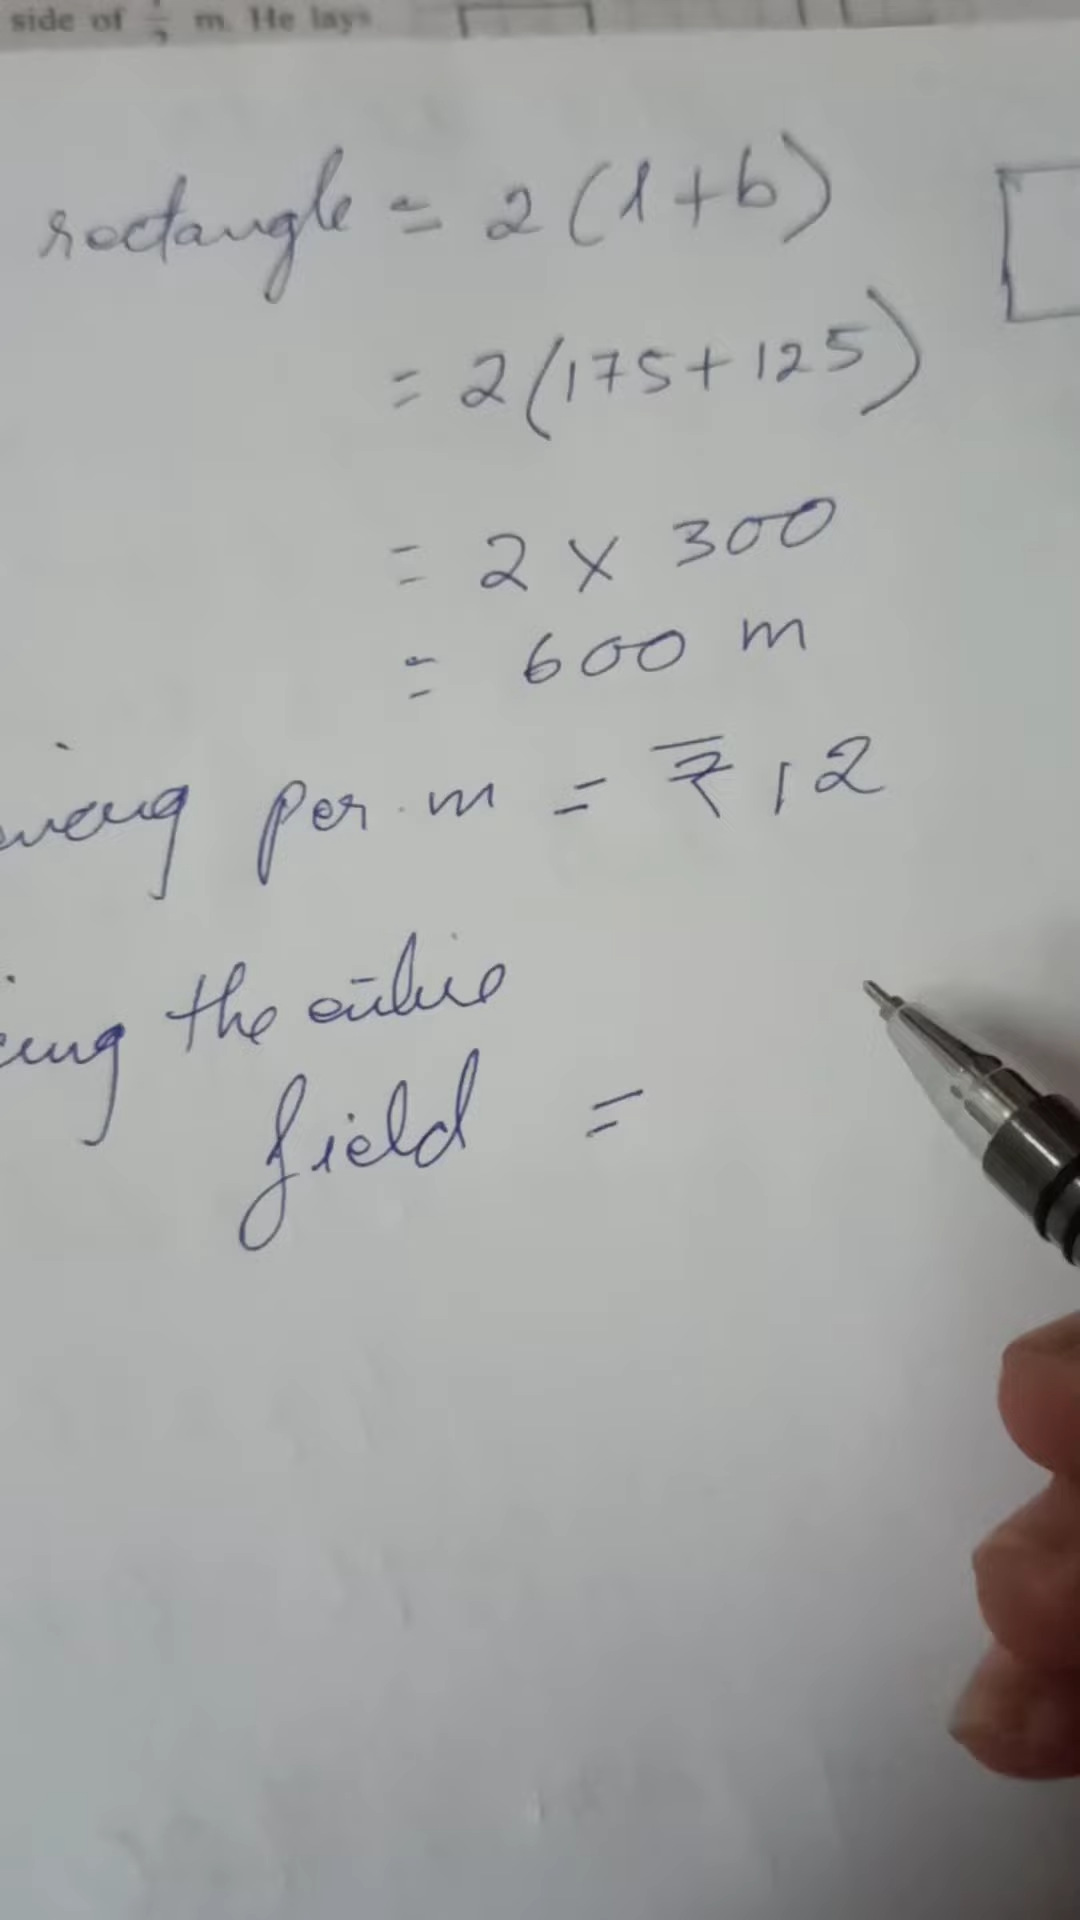 side of m. He lays
rectangle = 2(l+b)
= 2(175+125)
= 2 x 300
= 600 m
per m = ₹12
the entire
field =